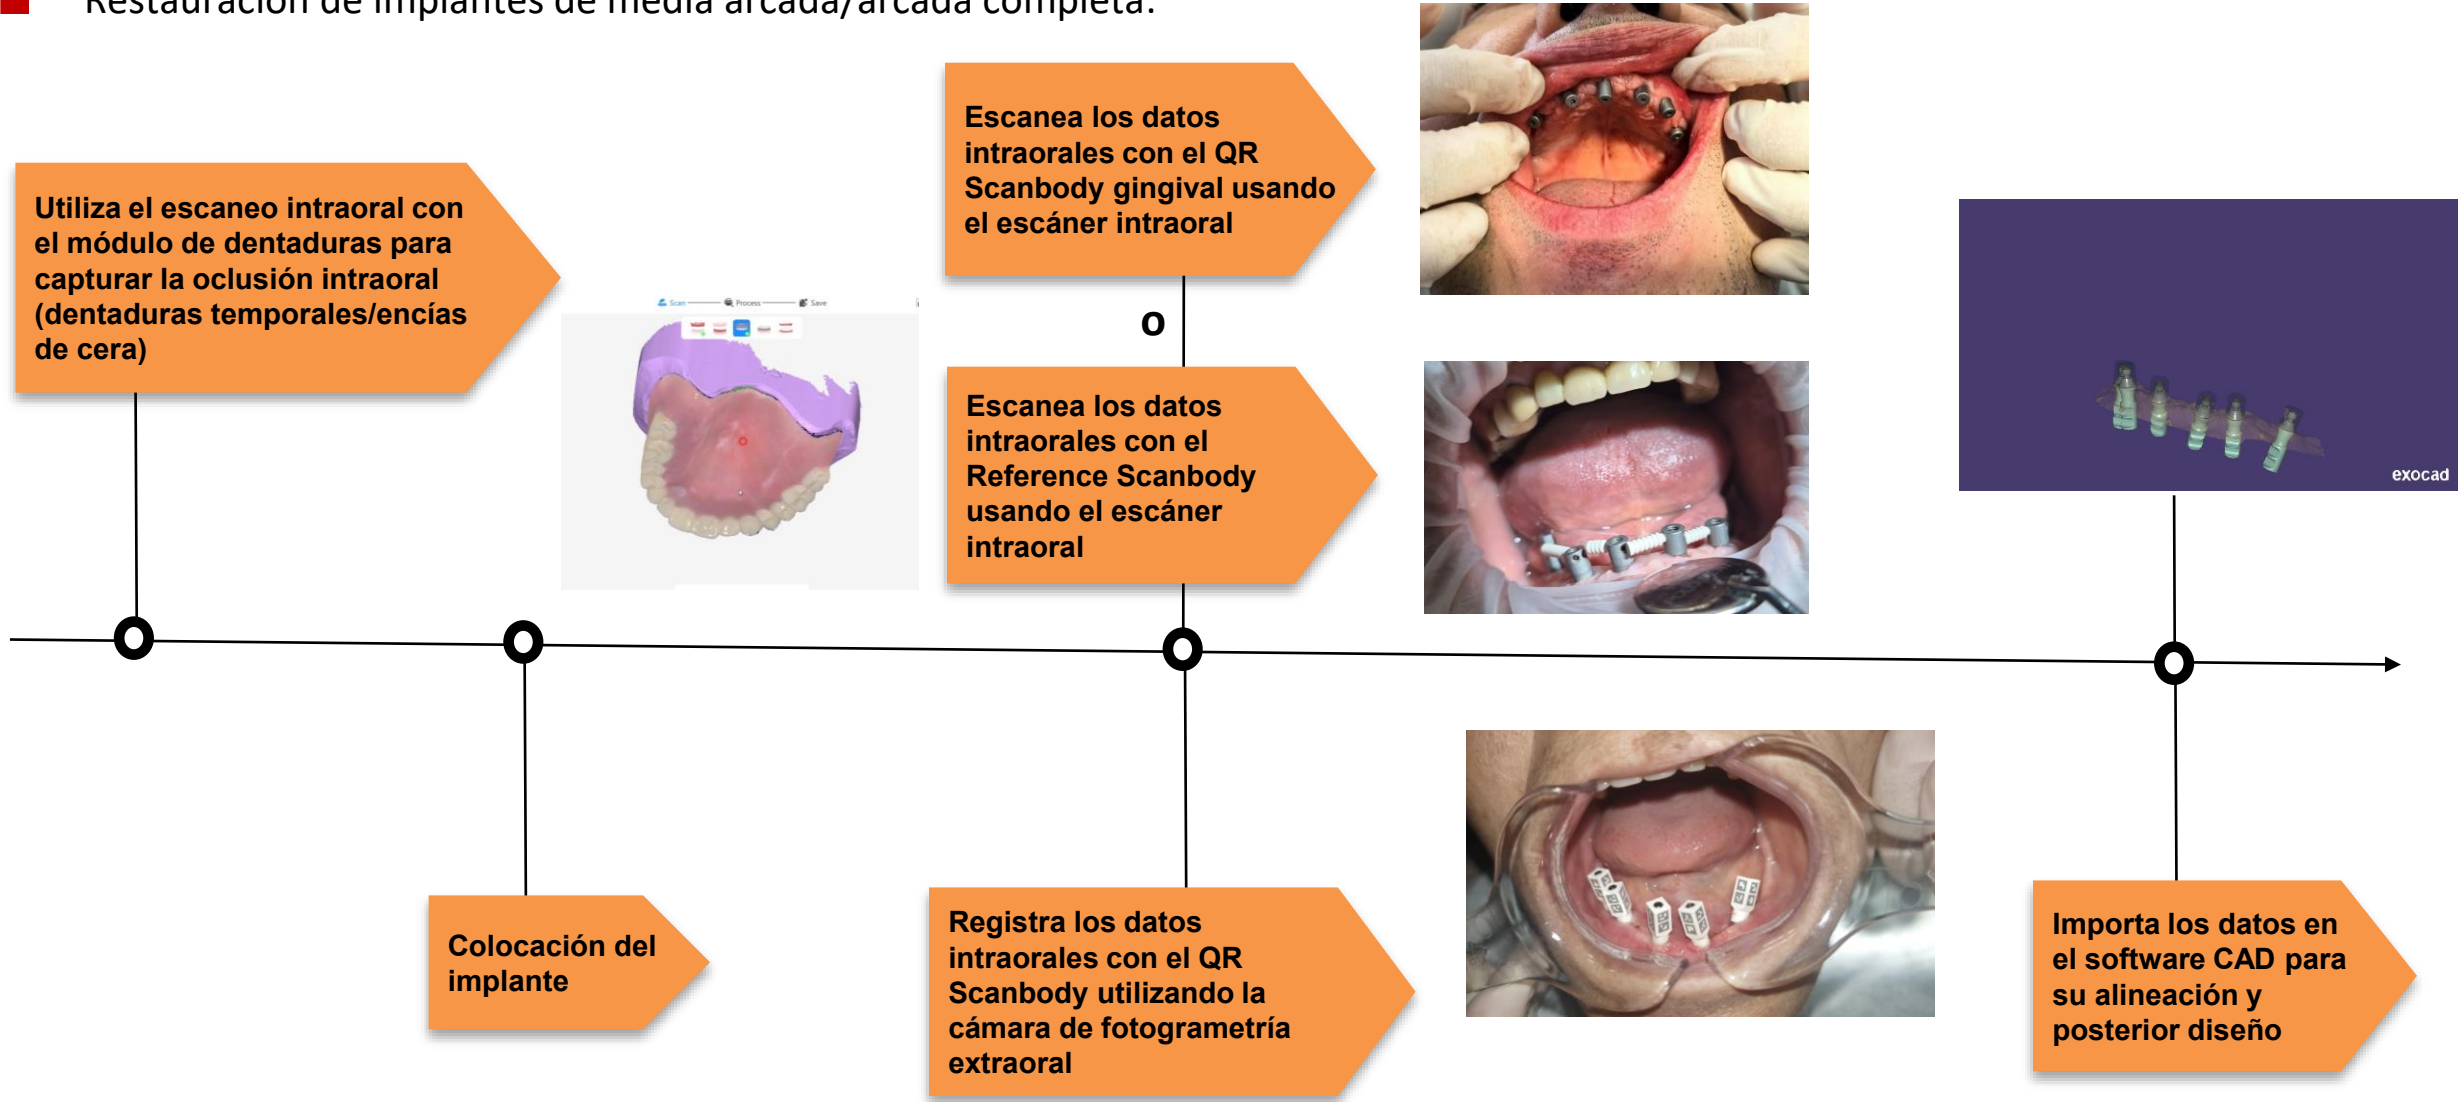 Restauración de implantes de media arcada/arcada completa:
Utiliza el escaneo intraoral con
el módulo de dentaduras para
capturar la oclusión intraoral
(dentaduras temporales/encías
de cera)
Scan
Process
Save
Colocación del
implante
Escanea los datos
intraorales con el QR
Scanbody gingival usando
el escáner intraoral
o
Escanea los datos
intraorales con el
Reference Scanbody
usando el escáner
intraoral
Registra los datos
intraorales con el QR
Scanbody utilizando la
cámara de fotogrametría
extraoral
exocad
Importa los datos en
el software CAD para
su alineación y
posterior diseño